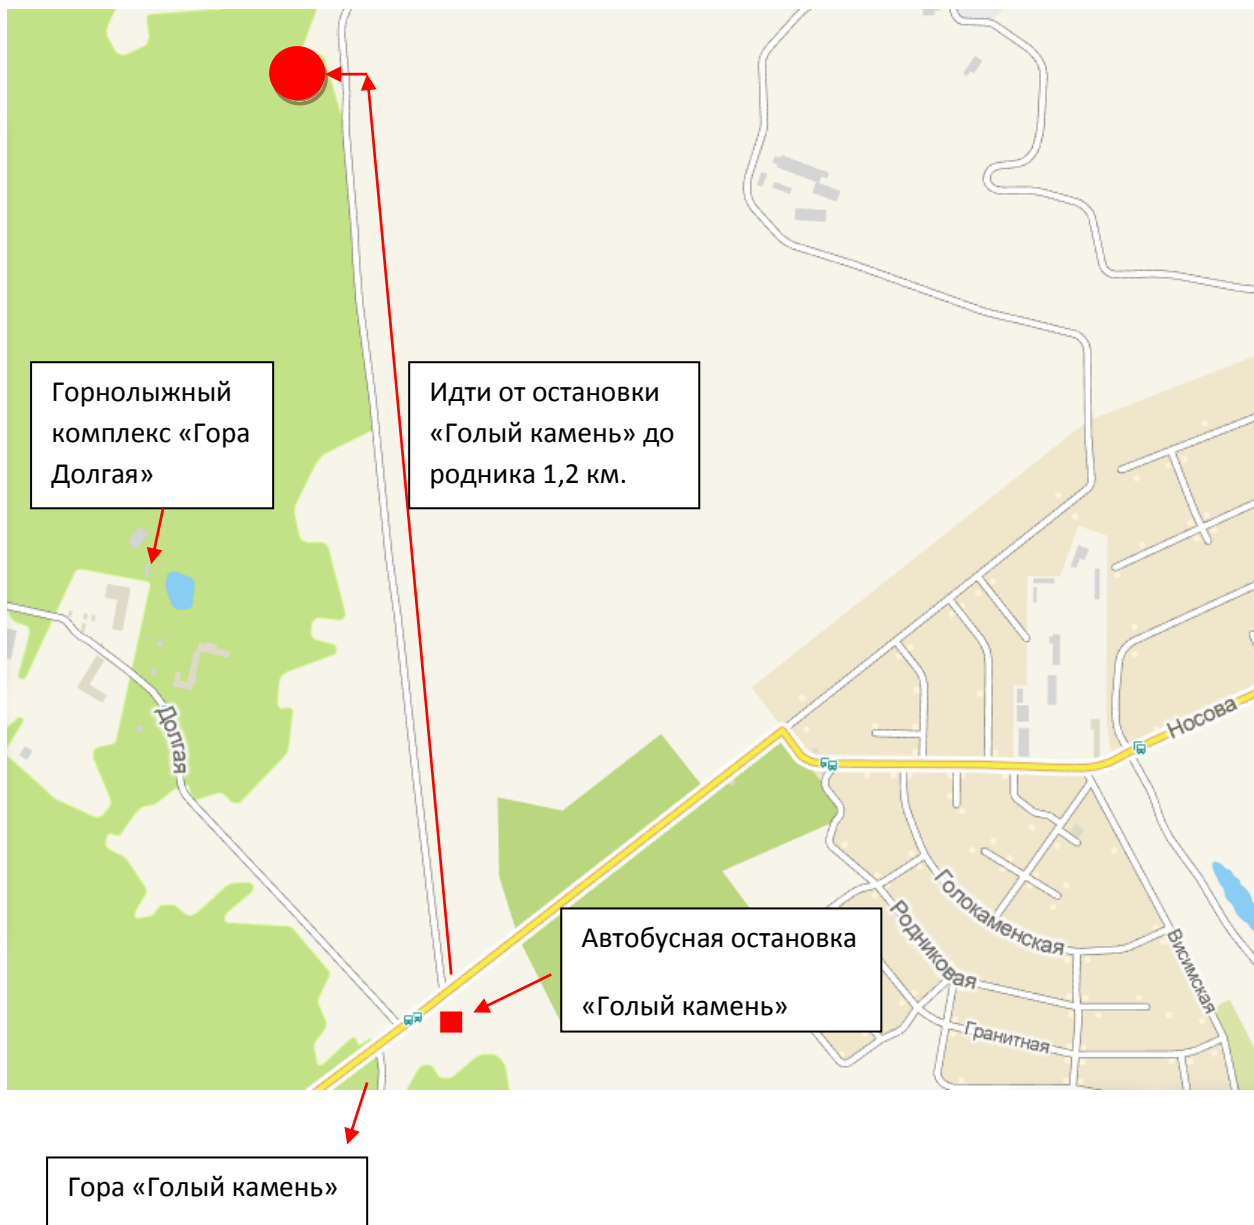 Горнолыжный
комплекс «Гора
Долгая»
Идти от остановки
«Голый камень» до
родника 1,2 км.
Долгая
Носова
Голокаменская
Родниковая
Висимская
Гранитная
Автобусная остановка
«Голый камень»
Гора «Голый камень»